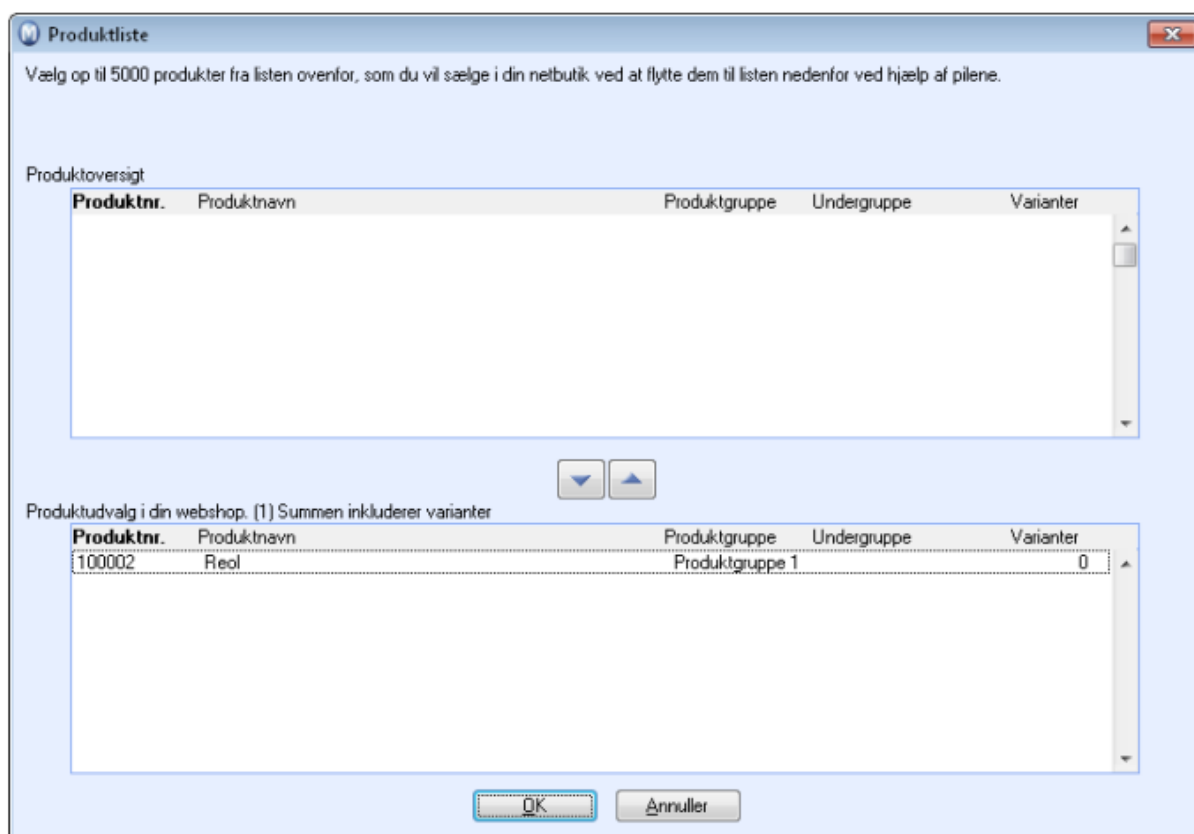 Produktliste
Vælg op til 5000 produkter fra listen ovenfor, som du vil sælge i din netbutik ved at flytte dem til listen nedenfor ved hjælp af pilene.
Produktoversigt
Produktnr. Produktnavn Produktgruppe Undergruppe Varianter
Produktudvalg i din webshop. (1) Summen inkluderer varianter
Produktnr. Produktnavn Produktgruppe Undergruppe Varianter
100002 Reol Produktgruppe 1 0
OK Annuller